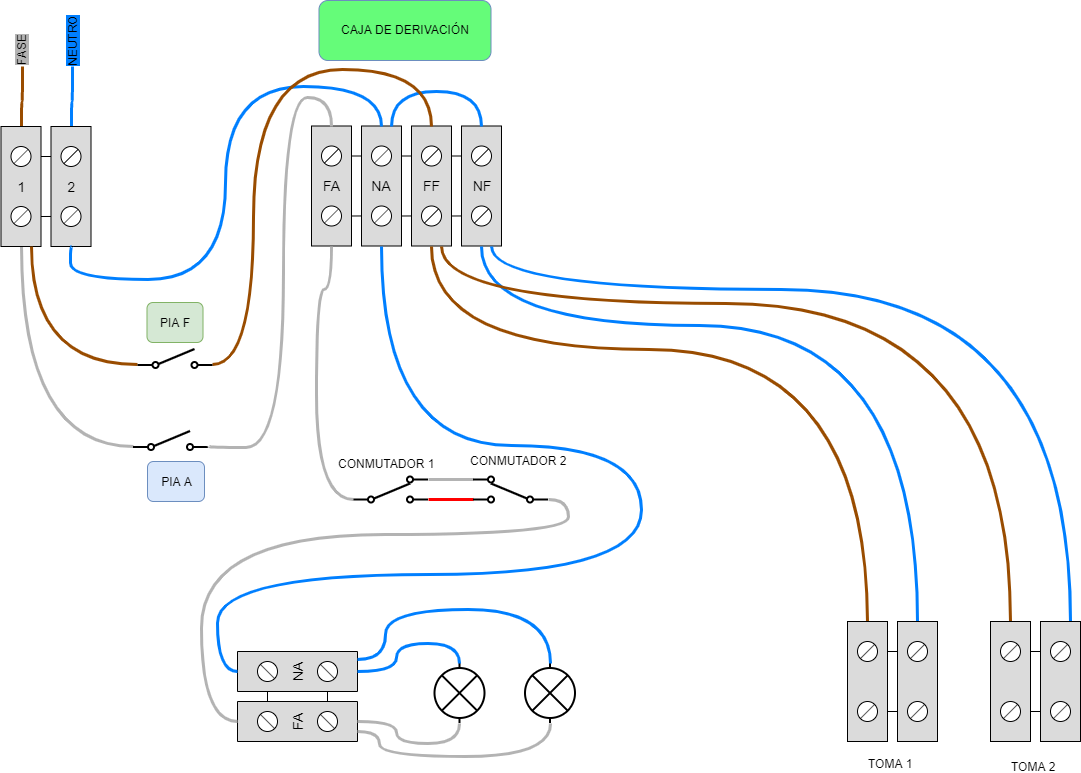 CAJA DE DERIVACIÓN
FASE
NEUTRO
1
2
FA
NA
FF
NF
PIA F
PIA A
CONMUTADOR 1
CONMUTADOR 2
NA
FA
TOMA 1
TOMA 2